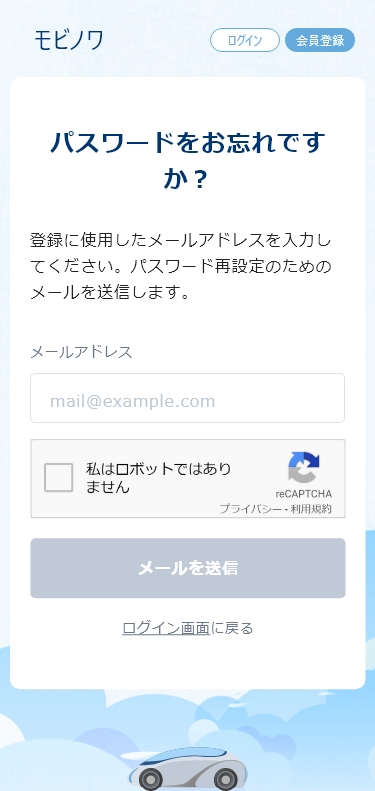 モビノワ
ログイン
会員登録
パスワードをお忘れです
か？
登録に使用したメールアドレスを入力し
てください。パスワード再設定のための
メールを送信します。
メールアドレス
mail@example.com
私はロボットではあり
ません
reCAPTCHA
プライバシー - 利用規約
メールを送信
ログイン画面に戻る